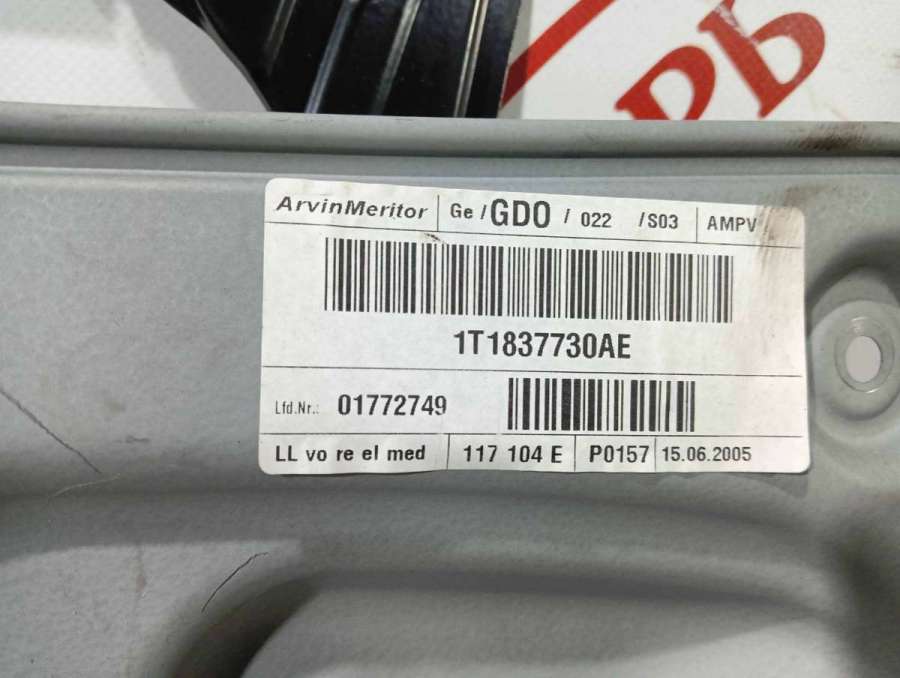 РЬ
ArvinMeritor Ge / GDO / 022 / S03 AMPV
1T1837730AE
Lfd.Nr.: 01772749
LL vo re el med 117 104 E P0157 15.06.2005